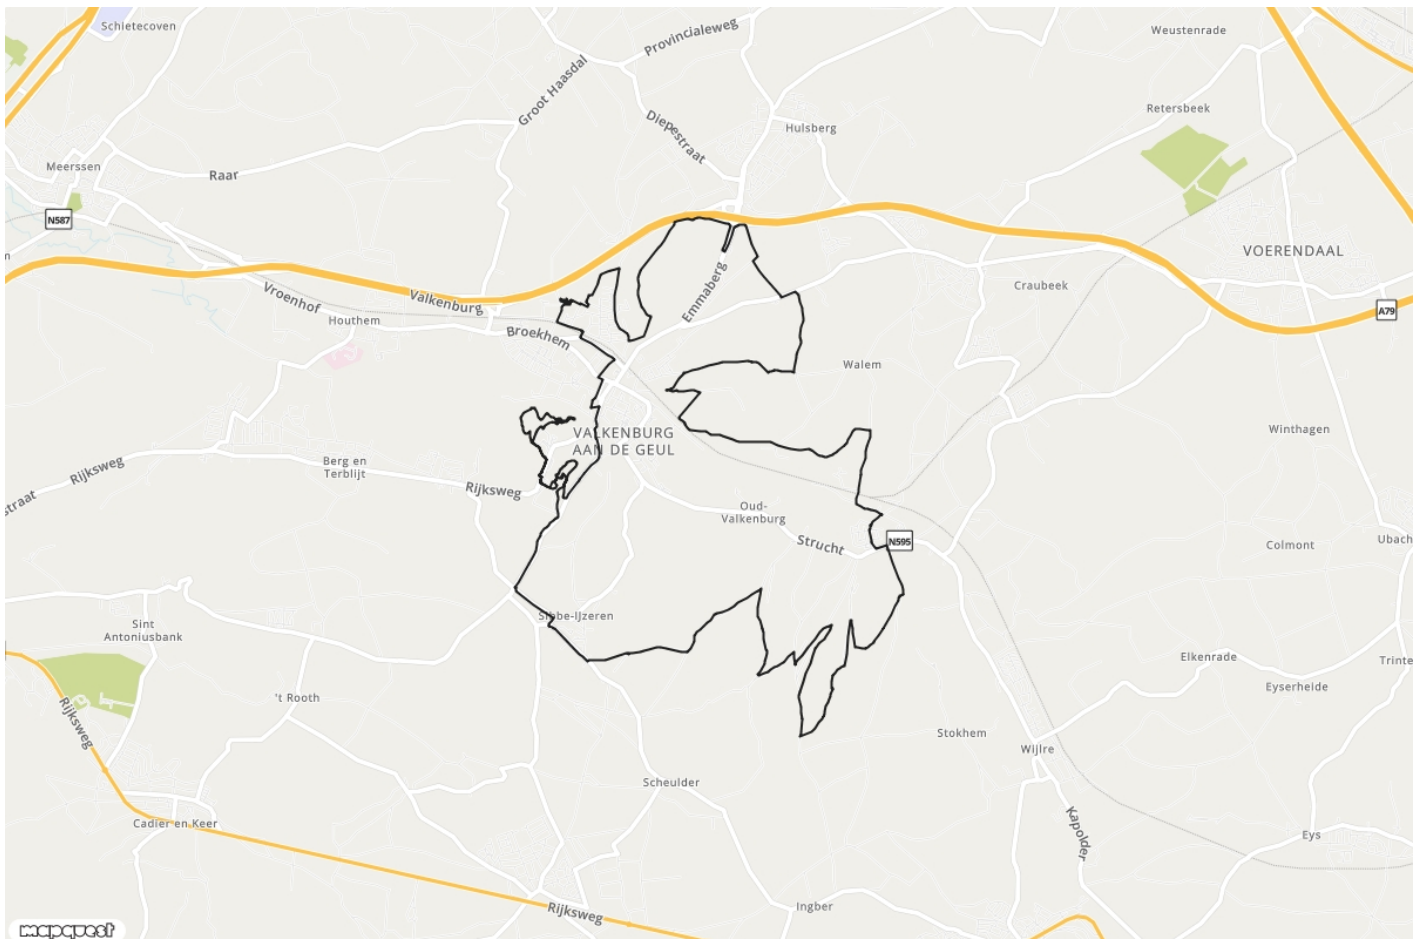 Schietecoven
Provincialeweg
Weustenrade
Groot Haasdal
Retersbeek
Diepestraat
Hulsberg
Meerssen
Raar
N587
VOERENDAAL
Emmaberg
Craubeek
Vroenhof
Valkenburg
A79
Houthem
Broekhem
Walem
VALKENBURG
AAN DE GEUL
Winthagen
Berg en
Terblijt
Rijksweg
Rijksweg
straat
Oud-
Valkenburg
Strucht
N595
Colmont
Ubach
Sint
Antoniusbank
Sibbe-IJzeren
Elkenrade
Trinte
Eyserheide
't Rooth
Rijksweg
Stokhem
Wijlre
Scheulder
Cadier en Keer
Kapolder
Eys
Ingber
Rijksweg
mapquest